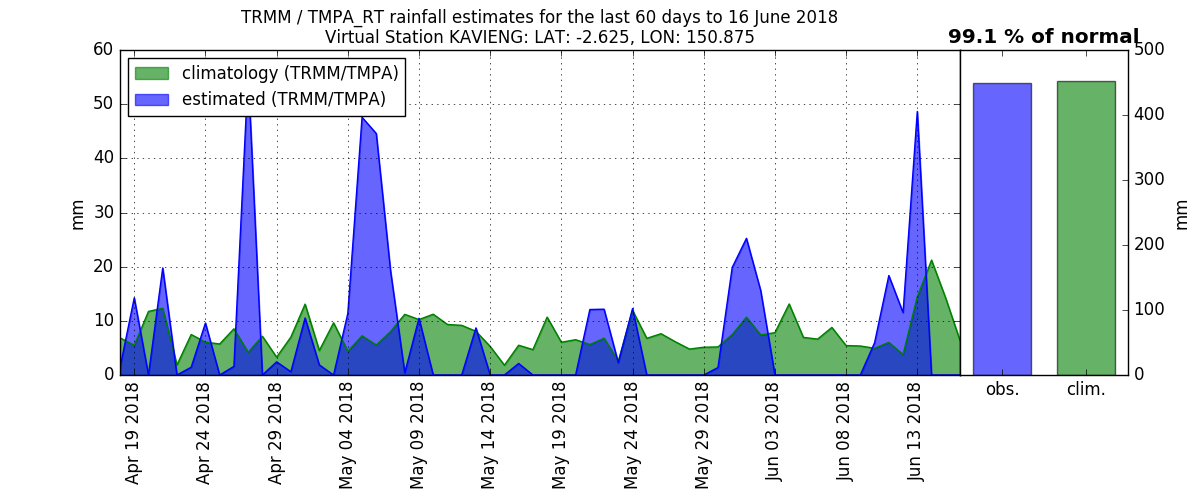 TRMM / TMPA_RT rainfall estimates for the last 60 days to 16 June 2018
Virtual Station KAVIENG: LAT: -2.625, LON: 150.875
99.1 % of normal
climatology (TRMM/TMPA)
estimated (TRMM/TMPA)
60
50
40
30
20
10
0
mm
Apr 19 2018
Apr 24 2018
Apr 29 2018
May 04 2018
May 09 2018
May 14 2018
May 19 2018
May 24 2018
May 29 2018
Jun 03 2018
Jun 08 2018
Jun 13 2018
500
400
300
200
100
0
mm
obs.
clim.